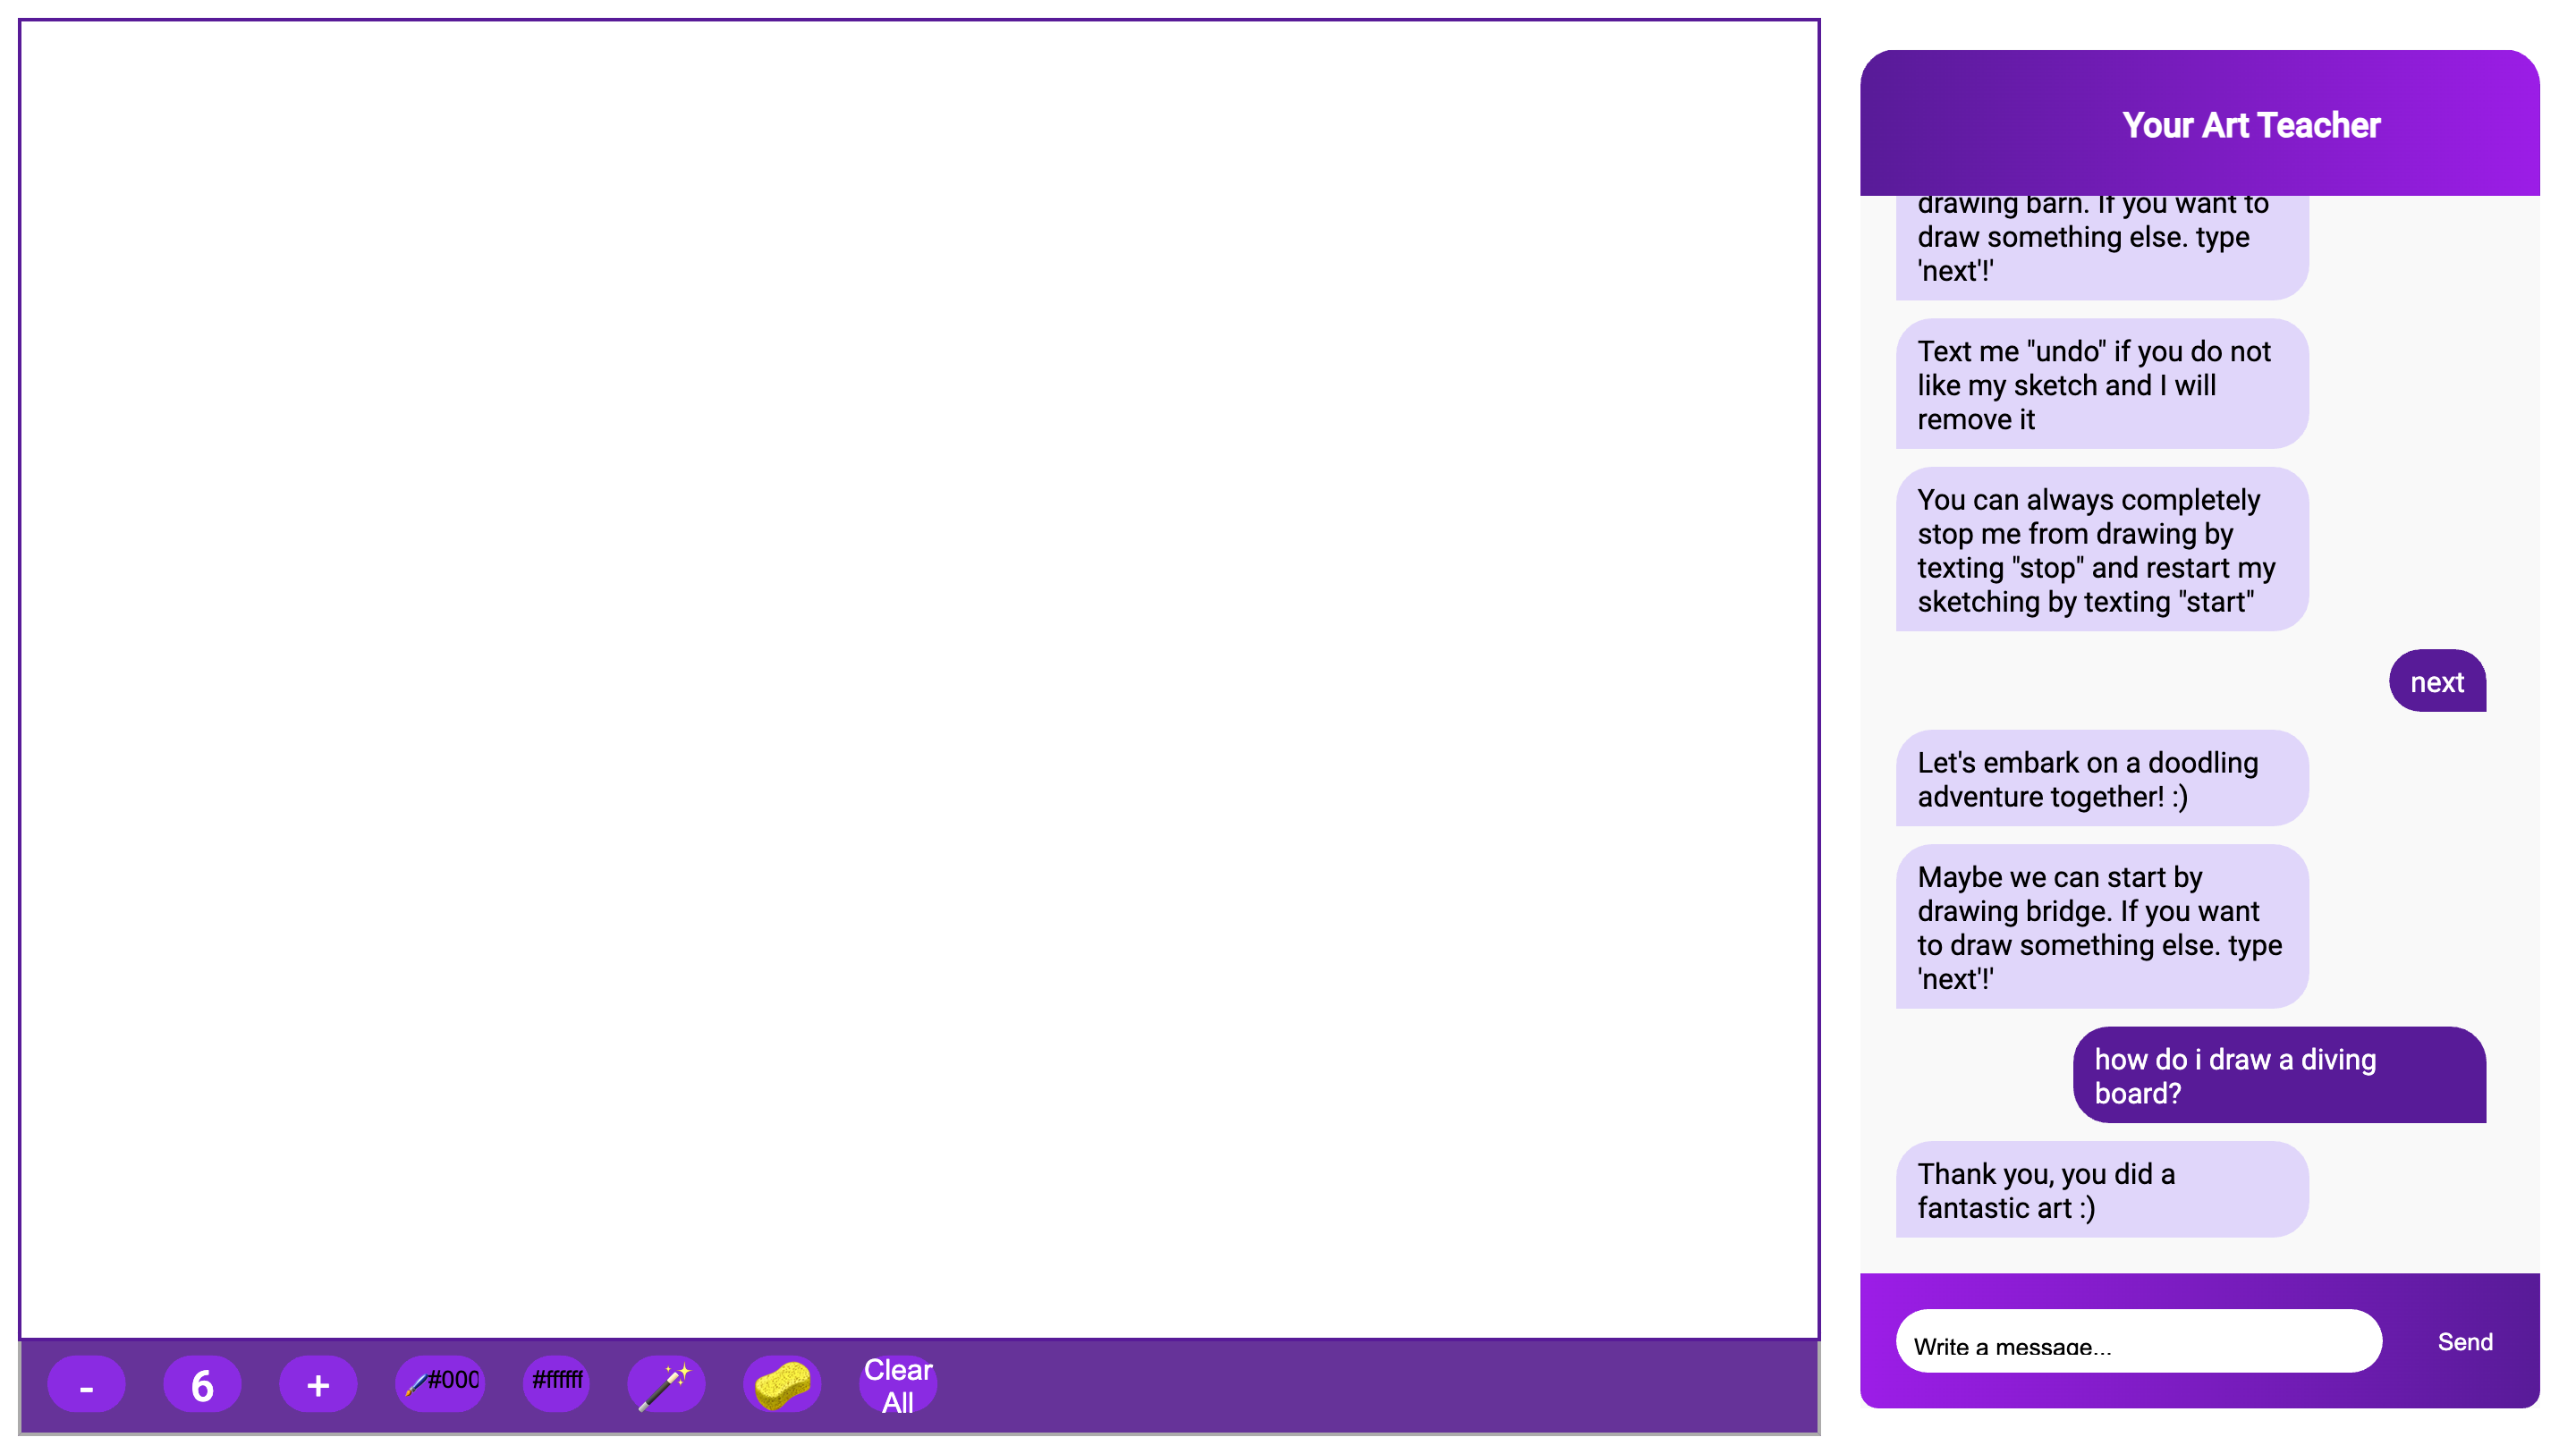 Your Art Teacher
drawing barn. If you want to
draw something else. type
'next'!'
Text me "undo" if you do not
like my sketch and I will
remove it
You can always completely
stop me from drawing by
texting "stop" and restart my
sketching by texting "start"
next
Let's embark on a doodling
adventure together! :)
Maybe we can start by
drawing bridge. If you want
to draw something else. type
'next'!'
how do i draw a diving
board?
Thank you, you did a
fantastic art :)
Write a message...
Send
-
6
+
#000
#ffffff
Clear
All